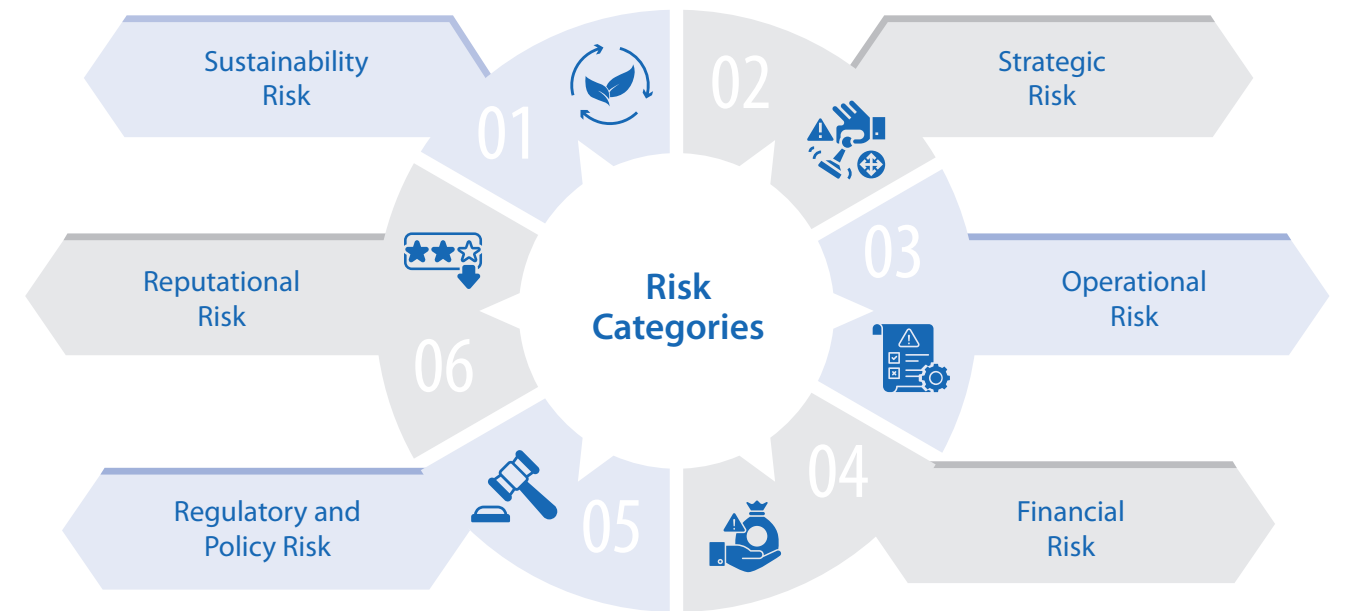 Sustainability
Risk
01
02
Strategic
Risk
03
Operational
Risk
04
Financial
Risk
05
Regulatory and
Policy Risk
06
Reputational
Risk
Risk
Categories